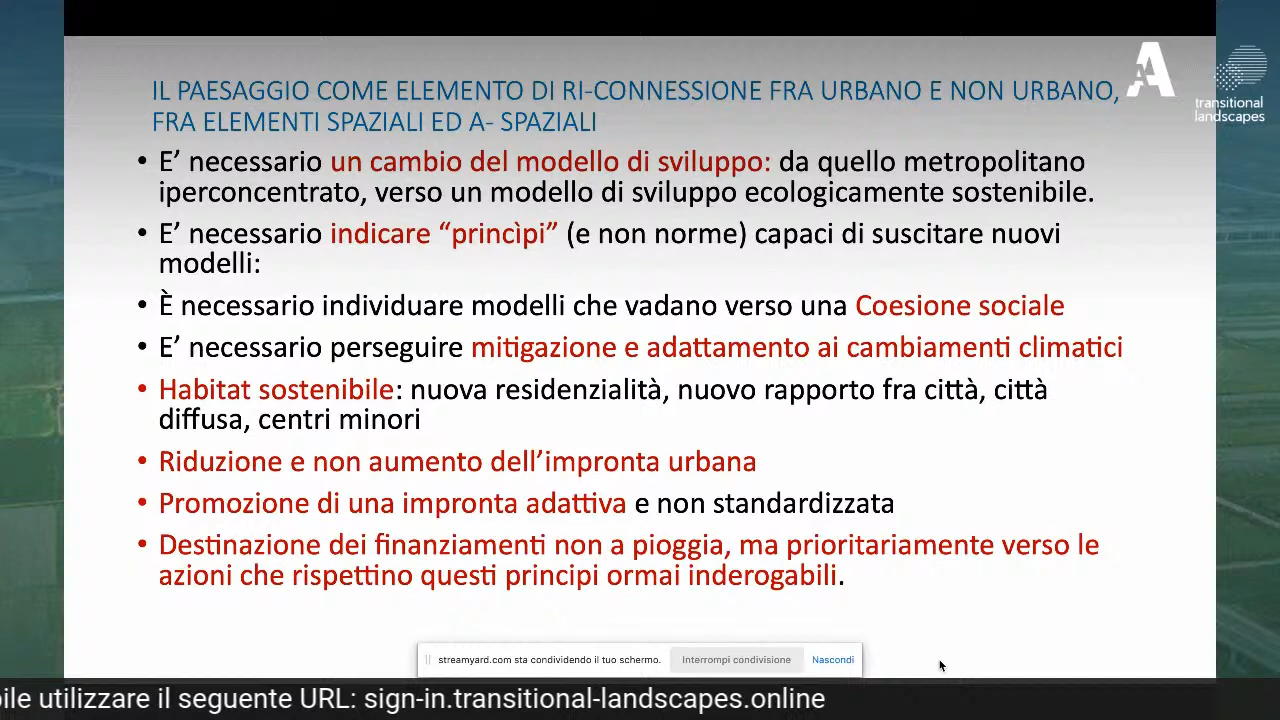 IL PAESAGGIO COME ELEMENTO DI RI-CONNESSIONE FRA URBANO E NON URBANO,
FRA ELEMENTI SPAZIALI ED A- SPAZIALI
• E’ necessario un cambio del modello di sviluppo: da quello metropolitano
iperconcentrato, verso un modello di sviluppo ecologicamente sostenibile.
• E’ necessario indicare “princìpi” (e non norme) capaci di suscitare nuovi
modelli:
• È necessario individuare modelli che vadano verso una Coesione sociale
• E’ necessario perseguire mitigazione e adattamento ai cambiamenti climatici
• Habitat sostenibile: nuova residenzialità, nuovo rapporto fra città, città
diffusa, centri minori
• Riduzione e non aumento dell’impronta urbana
• Promozione di una impronta adattiva e non standardizzata
• Destinazione dei finanziamenti non a pioggia, ma prioritariamente verso le
azioni che rispettino questi principi ormai inderogabili.
AA
transitional
landscapes
streamyard.com sta condividendo il tuo schermo. Interrompi condivisione Nascondi
bile utilizzare il seguente URL: sign-in.transitional-landscapes.online